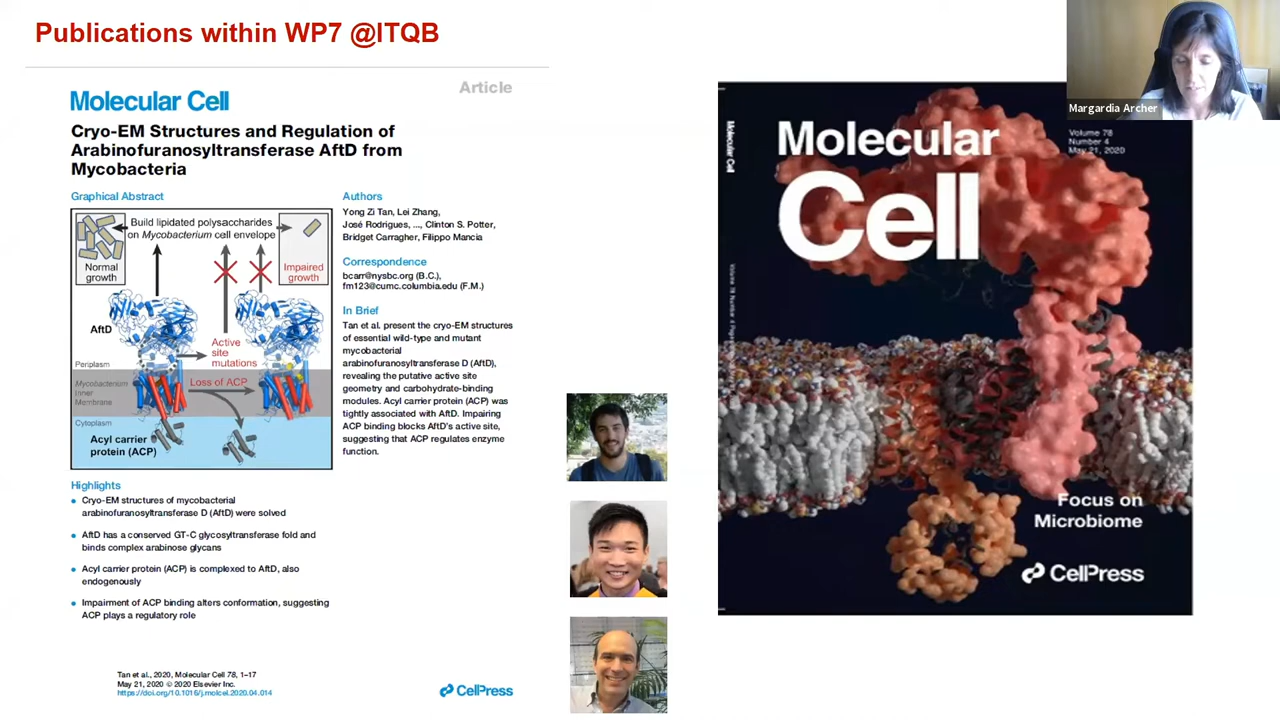 Publications within WP7 @ITQB
Article
Molecular Cell
Cryo-EM Structures and Regulation of
Arabinofuranosyltransferase AftD from
Mycobacteria
Graphical Abstract
Build lipidated polysaccharides
on Mycobacterium cell envelope
Normal
growth
Impaired
growth
AftD
Active
site
mutations
Periplasm
Mycobacterium
Inner
Membrane
Loss of ACP
Cytoplasm
Acyl carrier
protein (ACP)
Authors
Yong Zi Tan, Lei Zhang,
José Rodrigues, ..., Clinton S. Potter,
Bridget Carragher, Filippo Mancia
Correspondence
bcarr@nysbc.org (B.C.),
fm123@cumc.columbia.edu (F.M.)
In Brief
Tan et al. present the cryo-EM structures
of essential wild-type and mutant
mycobacterial
arabinofuranosyltransferase D (AftD),
revealing the putative active site
geometry and carbohydrate-binding
modules. Acyl carrier protein (ACP) was
tightly associated with AftD. Impairing
ACP binding blocks AftD's active site,
suggesting that ACP regulates enzyme
function.
Highlights
• Cryo-EM structures of mycobacterial
arabinofuranosyltransferase D (AftD) were solved
• AftD has a conserved GT-C glycosyltransferase fold and
binds complex arabinose glycans
• Acyl carrier protein (ACP) is complexed to AftD, also
endogenously
• Impairment of ACP binding alters conformation, suggesting
ACP plays a regulatory role
Tan et al., 2020, Molecular Cell 78, 1–17
May 21, 2020 © 2020 Elsevier Inc.
https://doi.org/10.1016/j.molcel.2020.04.014
CellPress
Molecular Cell
Molecular
Cell
Volume 78
Number 4
May 21, 2020
Focus on
Microbiome
CellPress
Margardia Archer